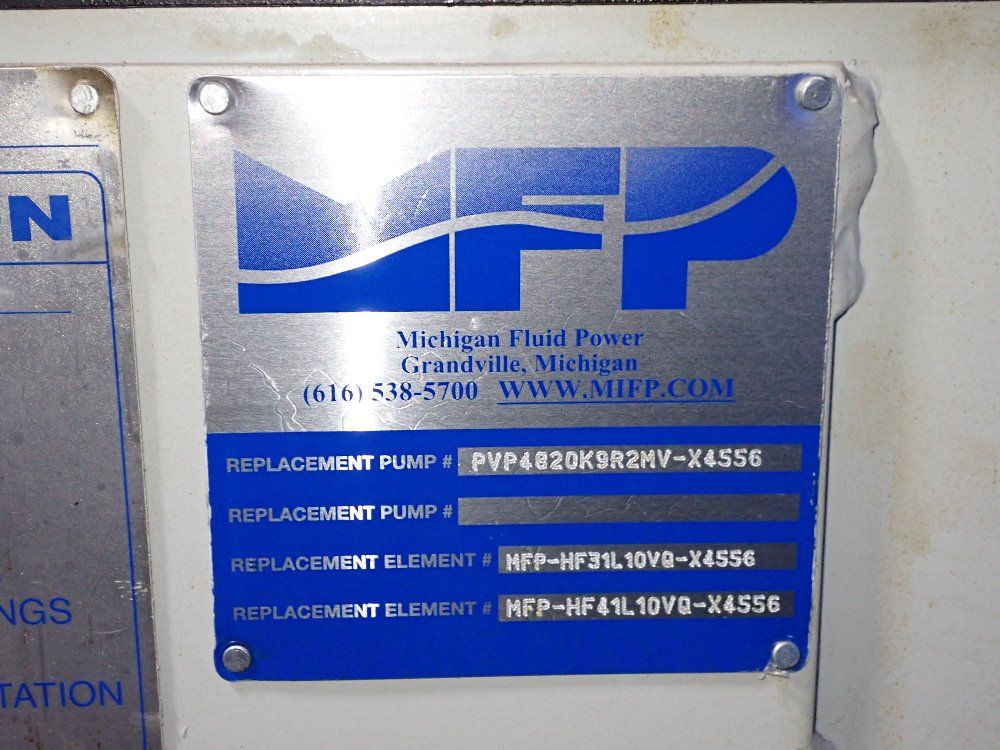 MFP
Michigan Fluid Power
Grandville, Michigan
(616) 538-5700 WWW.MIFP.COM
REPLACEMENT PUMP # PVP4820K9R2MV-X4556
REPLACEMENT PUMP #
REPLACEMENT ELEMENT # MFP-HF31L10VQ-X4556
REPLACEMENT ELEMENT # MFP-HF41L10VQ-X4556
N
NGS
TATION